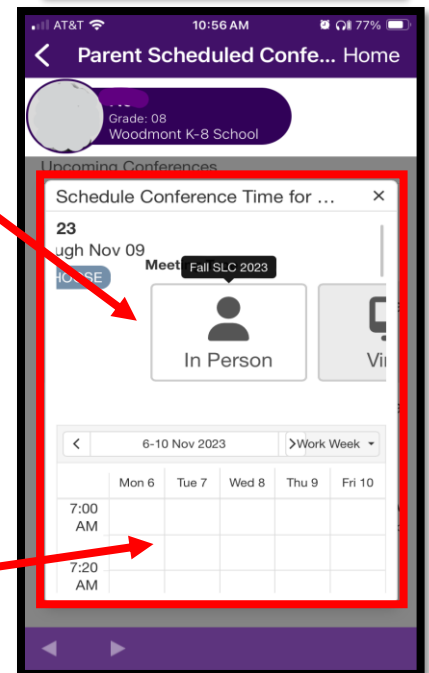 AT&T 10:56 AM 77%
Parent Scheduled Confe... Home
Grade: 08
Woodmont K-8 School
Upcoming Conferences
Schedule Conference Time for ... ×
23
ugh Nov 09
Fall SLC 2023
In Person
6-10 Nov 2023 Work Week
Mon 6 Tue 7 Wed 8 Thu 9 Fri 10
7:00
AM
7:20
AM